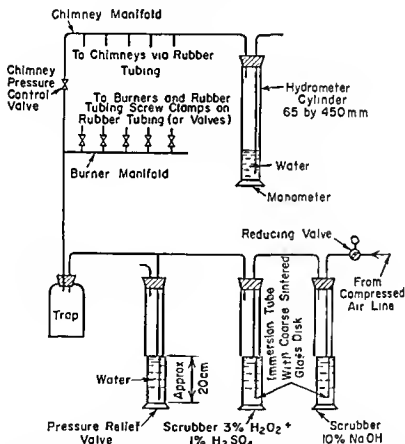 Chimney Manifold
To Chimneys via Rubber
Tubing
Chimney
Pressure
Control
Valve
To Burners and Rubber
Tubing Screw Clamps on
Rubber Tubing (or Valves)
Burner Manifold
Hydrometer
Cylinder
65 by 450mm
Water
Manometer
Reducing Valve
From
Compressed
Air Line
Trap
Water
Approx
20cm
Immersion Tube
With Coarse Sintered
Glass Disk
Pressure Relief
Valve
Scrubber 3% H2O2 +
1% H2SO4
Scrubber
10% NaOH